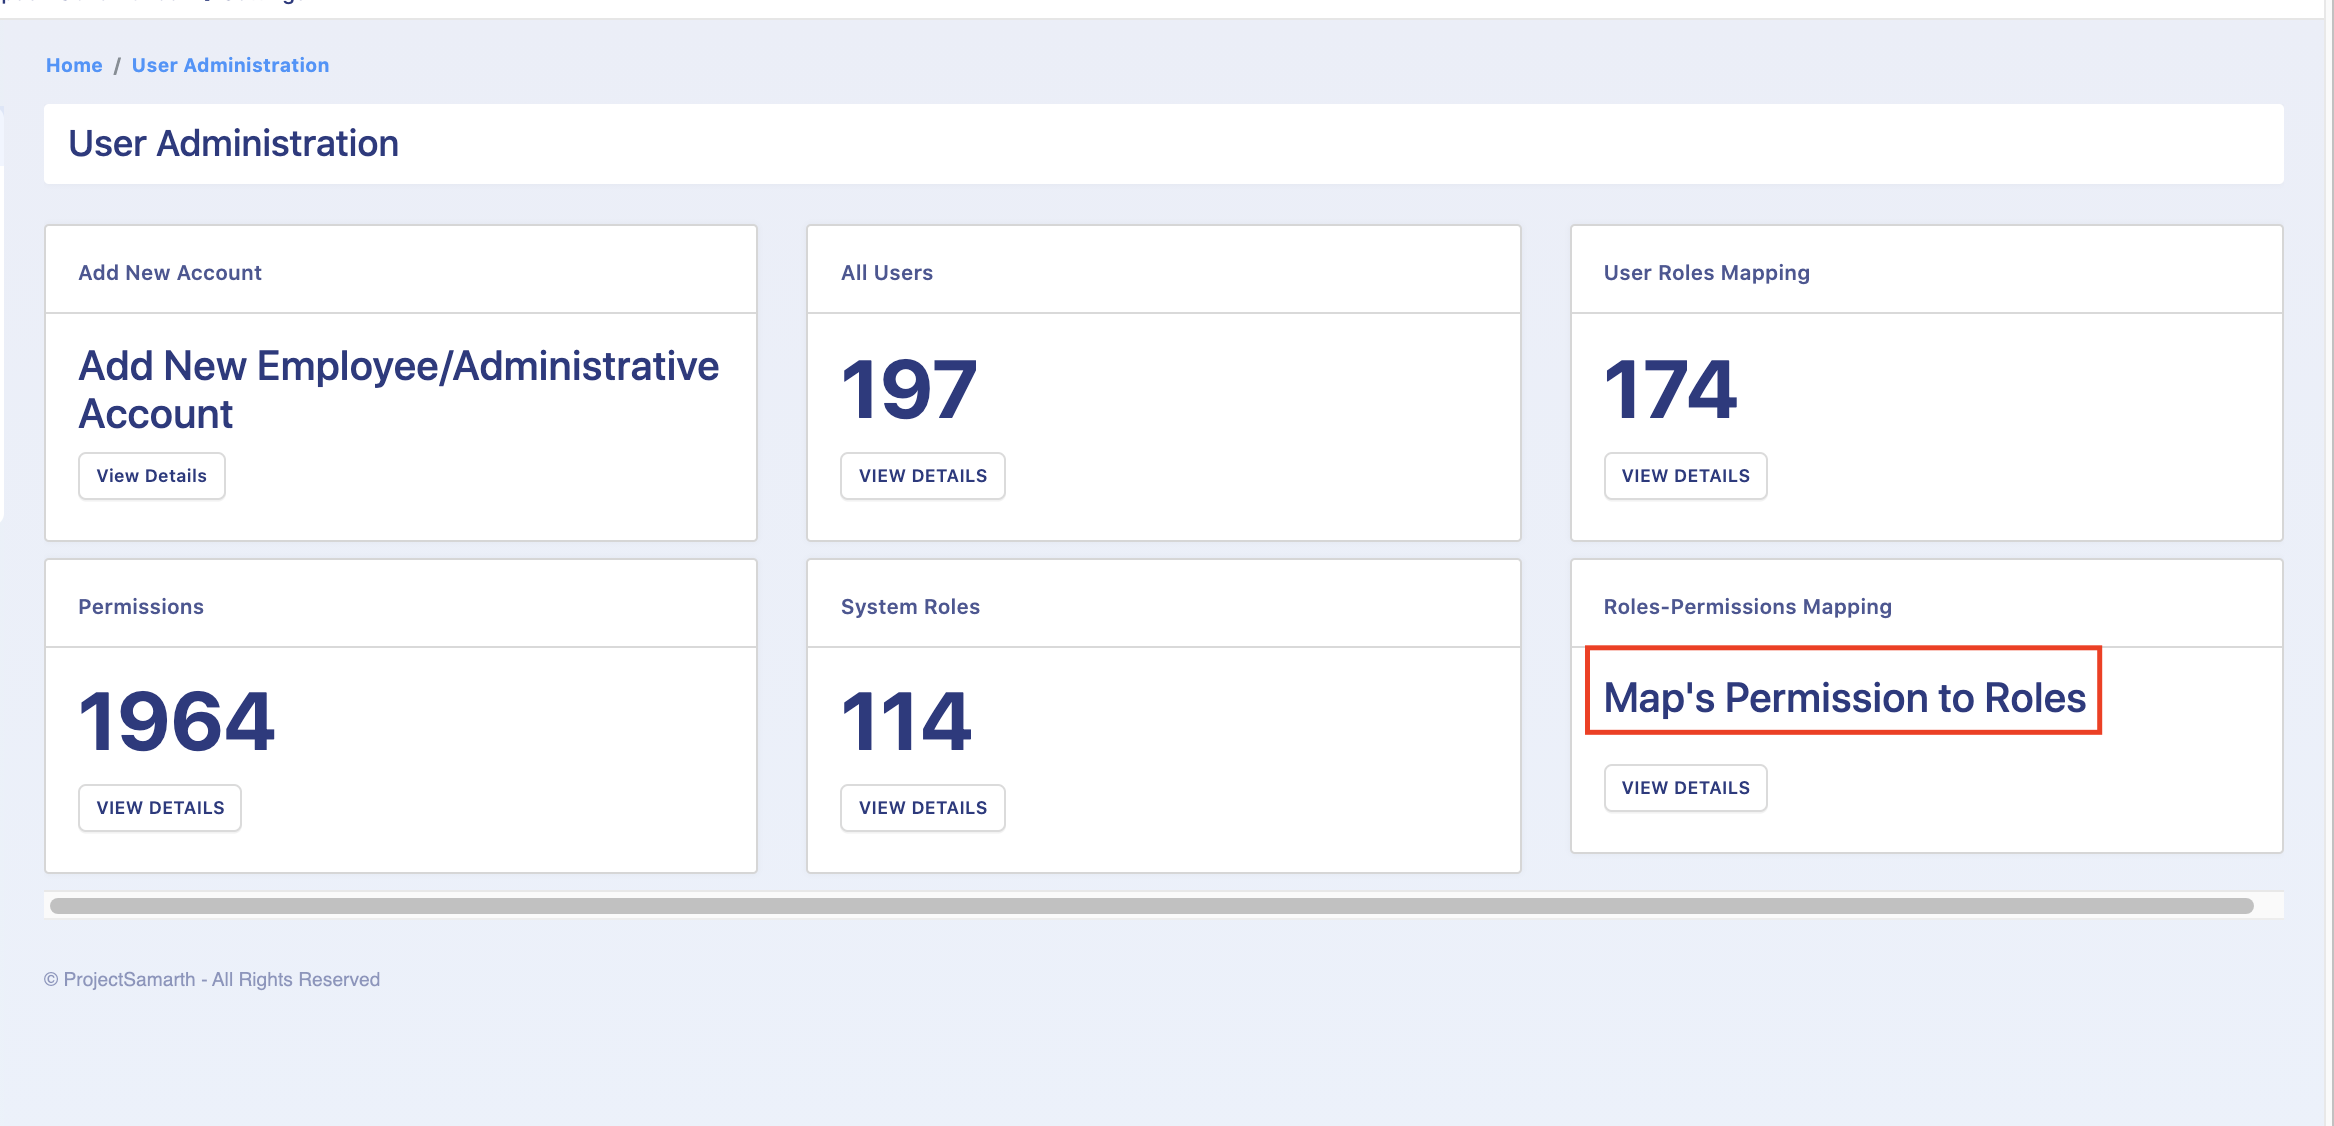 Home / User Administration
User Administration
Add New Account
Add New Employee/Administrative
Account
View Details
All Users
197
VIEW DETAILS
User Roles Mapping
174
VIEW DETAILS
Permissions
1964
VIEW DETAILS
System Roles
114
VIEW DETAILS
Roles-Permissions Mapping
Map's Permission to Roles
VIEW DETAILS
© ProjectSamarth - All Rights Reserved